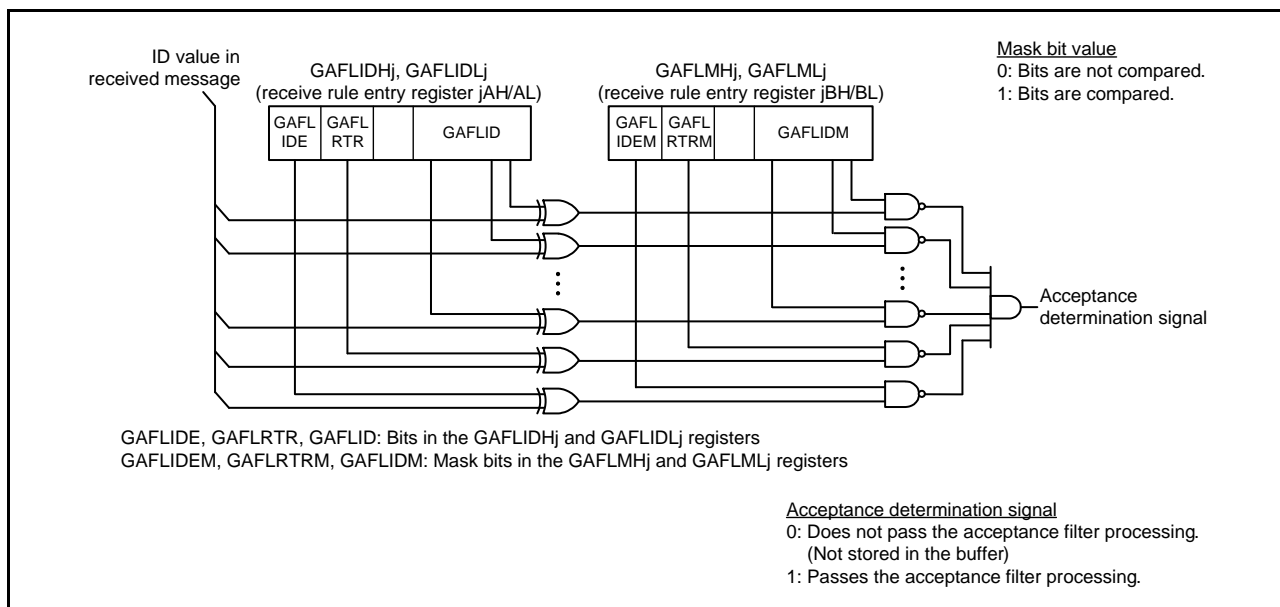 ID value in
received message
GAFLIDHj, GAFLIDLj
(receive rule entry register jAH/AL)
GAFLMHj, GAFLMLj
(receive rule entry register jBH/BL)
Mask bit value
0: Bits are not compared.
1: Bits are compared.
GAFL
IDE
GAFL
RTR
GAFLID
GAFL
IDEM
GAFL
RTRM
GAFLIDM
Acceptance
determination signal
GAFLIDE, GAFLRTR, GAFLID: Bits in the GAFLIDHj and GAFLIDLj registers
GAFLIDEM, GAFLRTRM, GAFLIDM: Mask bits in the GAFLMHj and GAFLMLj registers
Acceptance determination signal
0: Does not pass the acceptance filter processing.
(Not stored in the buffer)
1: Passes the acceptance filter processing.